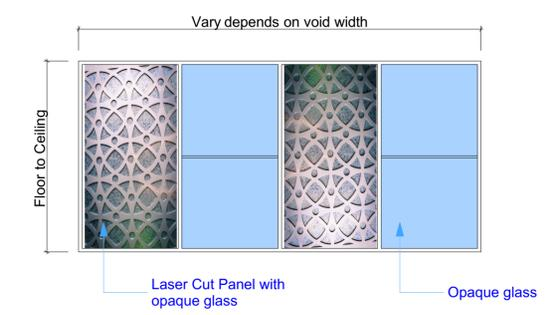 Vary depends on void width
Floor to Ceiling
Laser Cut Panel with
opaque glass
Opaque glass